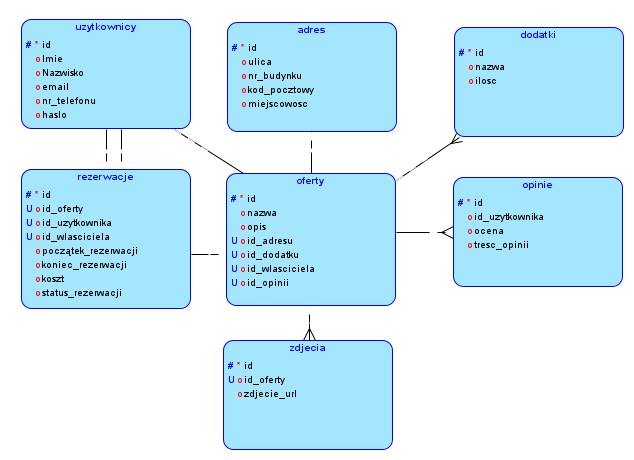 uzytkownicy
# * id
o Imie
o Nazwisko
o email
o nr_telefonu
o haslo
adres
# * id
o ulica
o nr_budynku
o kod_pocztowy
o miejscowosc
dodatki
# * id
o nazwa
o ilosc
rezerwacje
# * id
U o id_oferty
U o id_uzytkownika
U o id_wlasciciela
o początek_rezerwacji
o koniec_rezerwacji
o koszt
o status_rezerwacji
oferty
# * id
o nazwa
o opis
U o id_adresu
U o id_dodatku
U o id_wlasciciela
U o id_opinii
opinie
# * id
o id_uzytkownika
o ocena
o tresc_opinii
zdjecia
# * id
U o id_oferty
o zdjecie_url